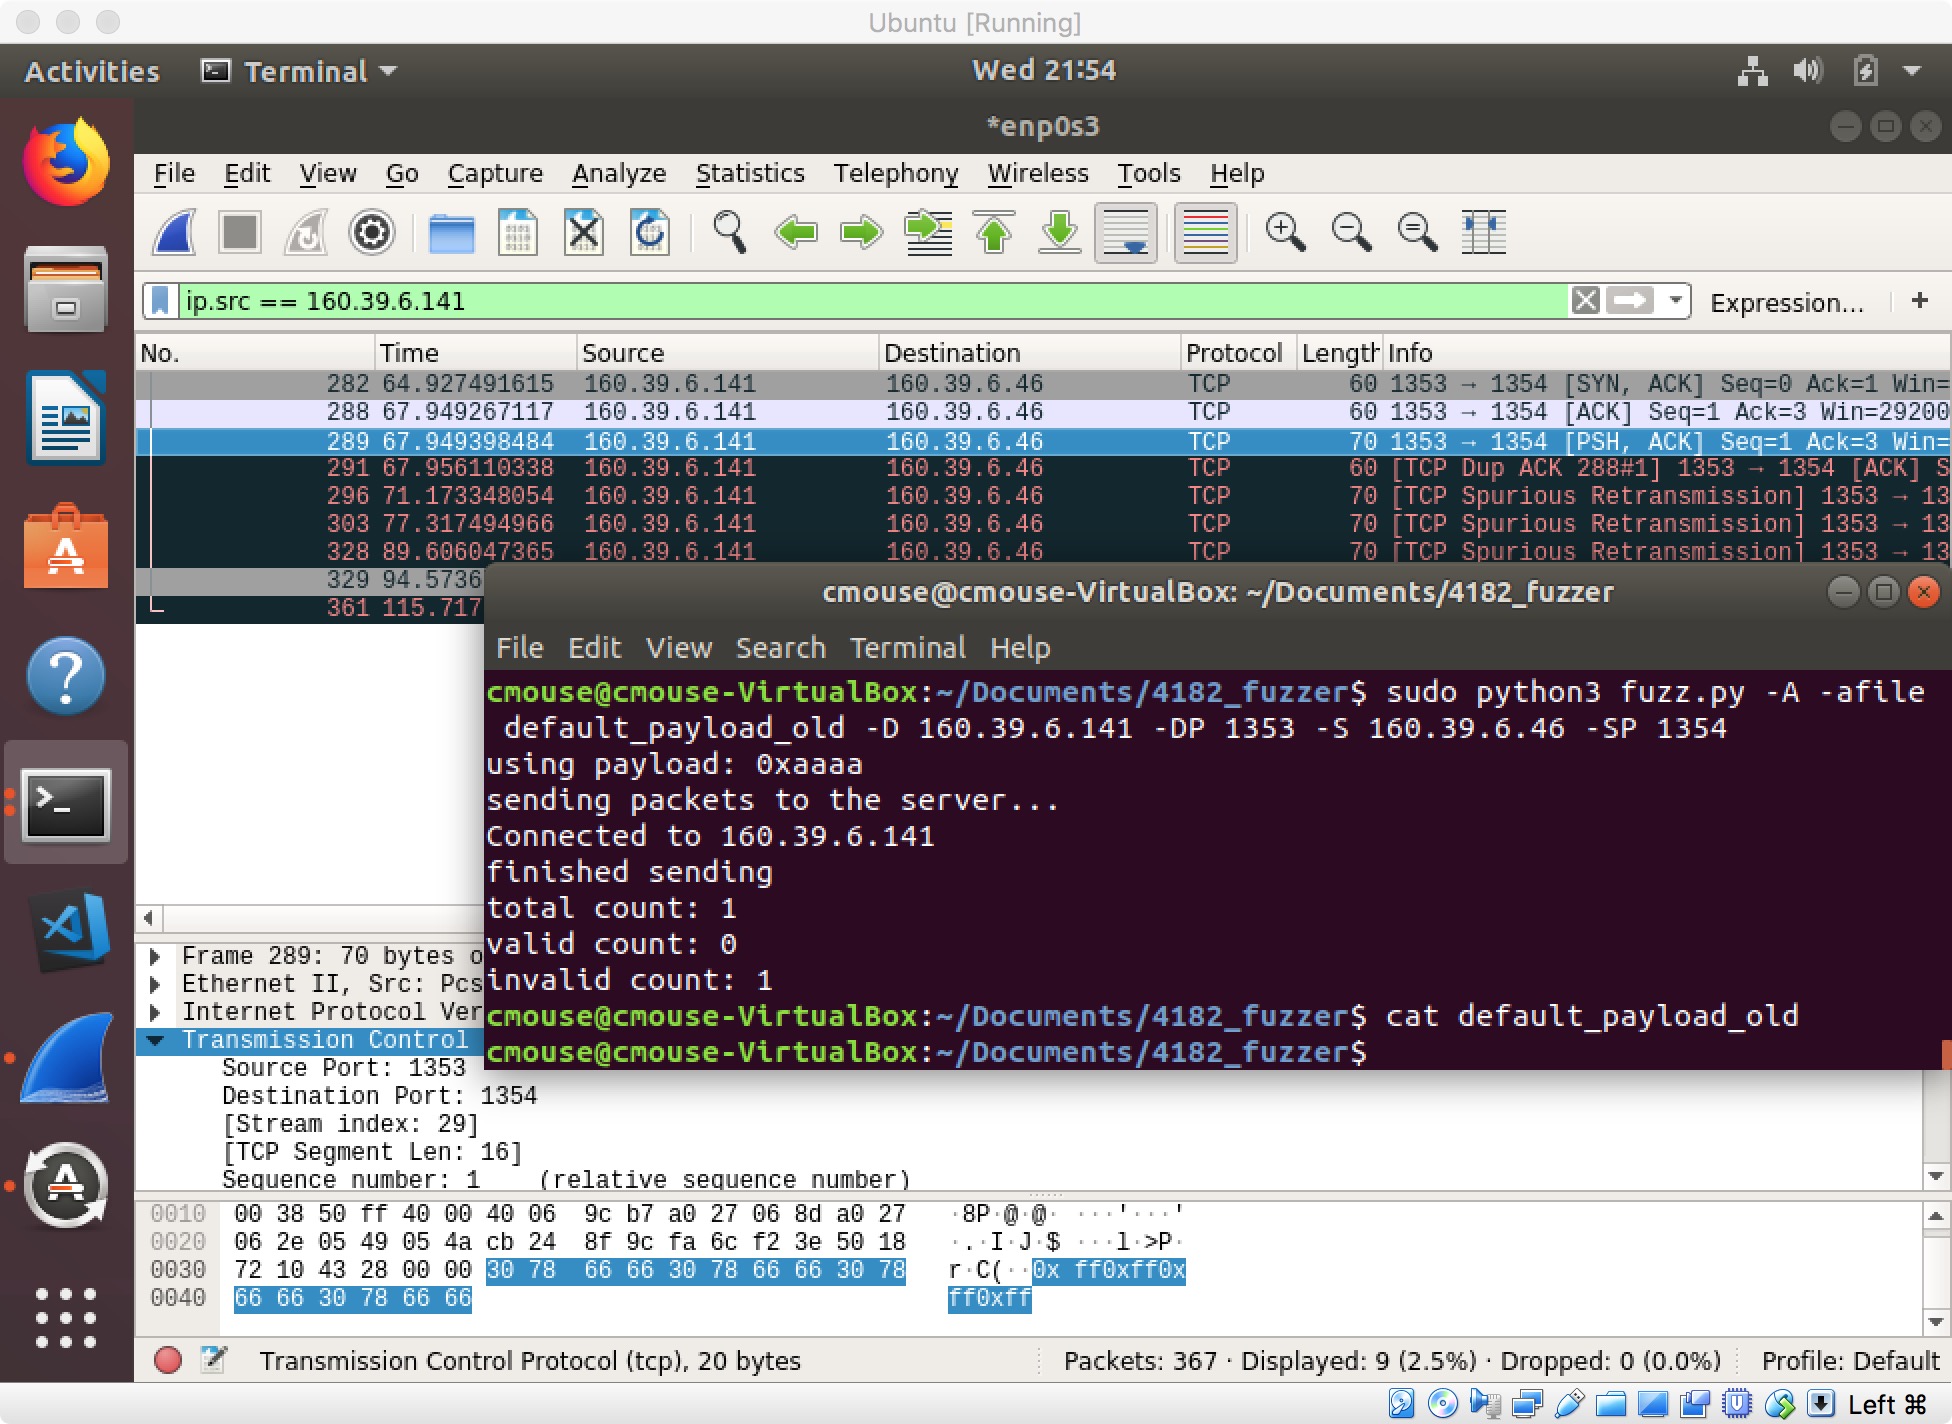 Ubuntu [Running]
Activities Terminal Wed 21:54
*enp0s3
File Edit View Go Capture Analyze Statistics Telephony Wireless Tools Help
ip.src == 160.39.6.141 Expression... +
No. Time Source Destination Protocol Length Info
282 64.927491615 160.39.6.141 160.39.6.46 TCP 60 1353 → 1354 [SYN, ACK] Seq=0 Ack=1 Win=
288 67.949267117 160.39.6.141 160.39.6.46 TCP 60 1353 → 1354 [ACK] Seq=1 Ack=3 Win=29200
289 67.949398484 160.39.6.141 160.39.6.46 TCP 70 1353 → 1354 [PSH, ACK] Seq=1 Ack=3 Win=
291 67.956110338 160.39.6.141 160.39.6.46 TCP 60 [TCP Dup ACK 288#1] 1353 → 1354 [ACK] S
296 71.173348054 160.39.6.141 160.39.6.46 TCP 70 [TCP Spurious Retransmission] 1353 → 13
303 77.317494966 160.39.6.141 160.39.6.46 TCP 70 [TCP Spurious Retransmission] 1353 → 13
328 89.606047365 160.39.6.141 160.39.6.46 TCP 70 [TCP Spurious Retransmission] 1353 → 13
329 94.5736
361 115.717
cmouse@cmouse-VirtualBox: ~/Documents/4182_fuzzer
File Edit View Search Terminal Help
cmouse@cmouse-VirtualBox:~/Documents/4182_fuzzer$ sudo python3 fuzz.py -A -afile
default_payload_old -D 160.39.6.141 -DP 1353 -S 160.39.6.46 -SP 1354
using payload: 0xaaaa
sending packets to the server...
Connected to 160.39.6.141
finished sending
total count: 1
valid count: 0
invalid count: 1
cmouse@cmouse-VirtualBox:~/Documents/4182_fuzzer$ cat default_payload_old
cmouse@cmouse-VirtualBox:~/Documents/4182_fuzzer$
Frame 289: 70 bytes o
Ethernet II, Src: Pcs
Internet Protocol Ver
Transmission Control
Source Port: 1353
Destination Port: 1354
[Stream index: 29]
[TCP Segment Len: 16]
Sequence number: 1 (relative sequence number)
0010 00 38 50 ff 40 00 40 06 9c b7 a0 27 06 8d a0 27 ·8P·@·@· ···'···'
0020 06 2e 05 49 05 4a cb 24 8f 9c fa 6c f2 3e 50 18 ·.·I·J·$ ···l·>P·
0030 72 10 43 28 00 00 30 78 66 66 30 78 66 66 30 78 r·C(··0x ff0xff0x
0040 66 66 30 78 66 66 ff0xff
Transmission Control Protocol (tcp), 20 bytes Packets: 367 · Displayed: 9 (2.5%) · Dropped: 0 (0.0%) Profile: Default
Left ⌘